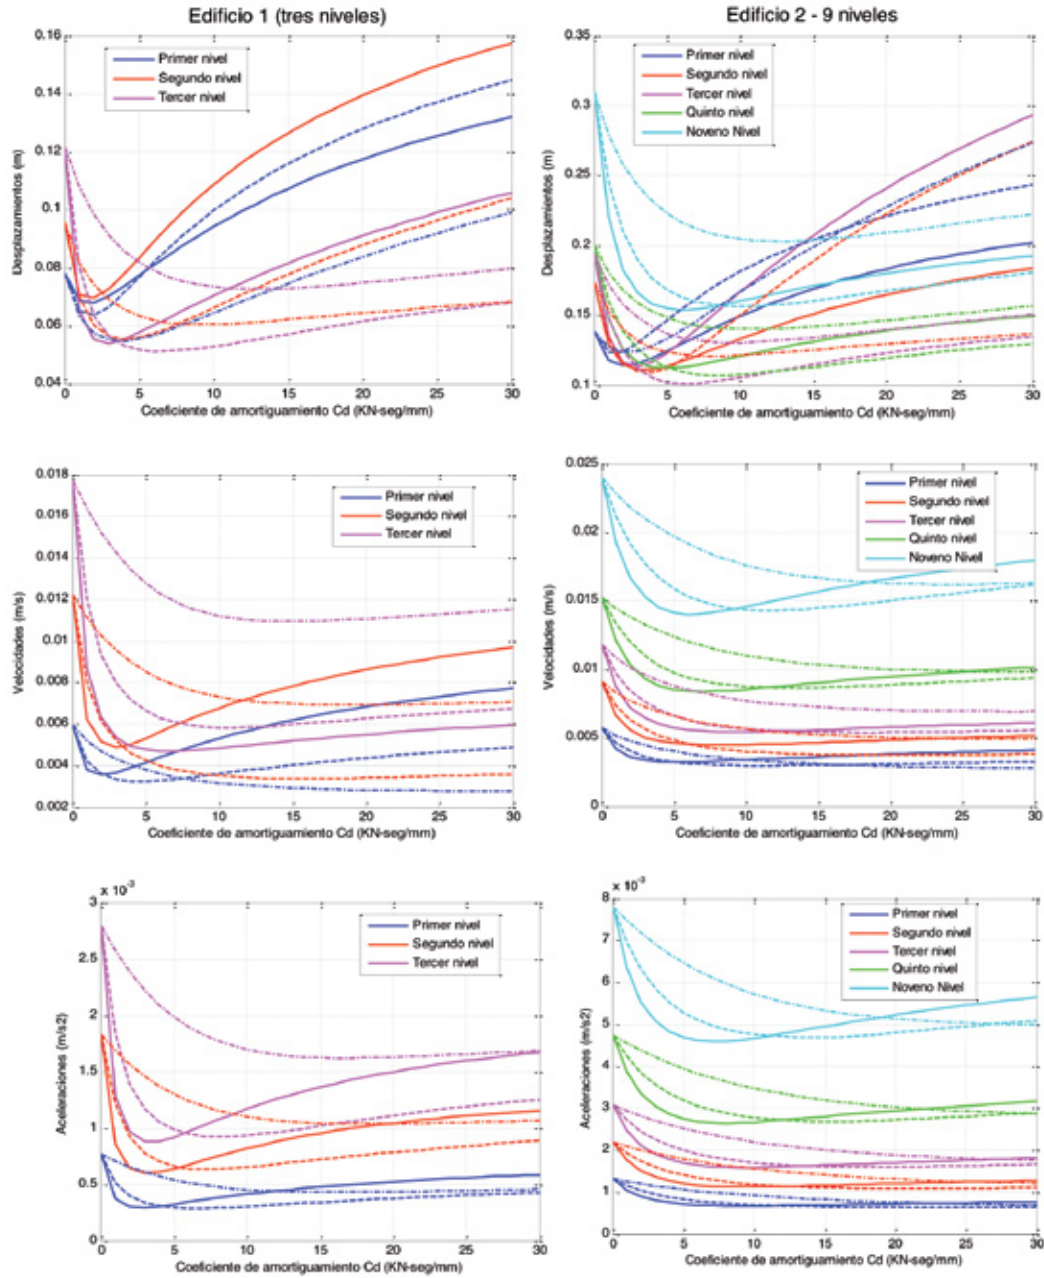 Edificio 1 (tres niveles)
0.16
0.14
0.12
0.1
0.08
0.06
0.04
Desplazamientos (m)
Primer nivel
Segundo nivel
Tercer nivel
0 5 10 15 20 25 30
Coeficiente de amortiguamiento Cd (KN-seg/mm)
Edificio 2 - 9 niveles
0.35
0.3
0.25
0.2
0.15
0.1
Desplazamientos (m)
Primer nivel
Segundo nivel
Tercer nivel
Quinto nivel
Noveno Nivel
0 5 10 15 20 25 30
Coeficiente de amortiguamiento Cd (KN-seg/mm)
0.018
0.016
0.014
0.012
0.01
0.008
0.006
0.004
0.002
Velocidades (m/s)
Primer nivel
Segundo nivel
Tercer nivel
0 5 10 15 20 25 30
Coeficiente de amortiguamiento Cd (KN-seg/mm)
0.025
0.02
0.015
0.01
0.005
0
Velocidades (m/s)
Primer nivel
Segundo nivel
Tercer nivel
Quinto nivel
Noveno Nivel
0 5 10 15 20 25 30
Coeficiente de amortiguamiento Cd (KN-seg/mm)
x 10-3
3
2.5
2
1.5
1
0.5
0
Aceleraciones (m/s2)
Primer nivel
Segundo nivel
Tercer nivel
0 5 10 15 20 25 30
Coeficiente de amortiguamiento Cd (KN-seg/mm)
x 10-3
8
7
6
5
4
3
2
1
0
Aceleraciones (m/s2)
Primer nivel
Segundo nivel
Tercer nivel
Quinto nivel
Noveno Nivel
0 5 10 15 20 25 30
Coeficiente de amortiguamiento Cd (KN-seg/mm)